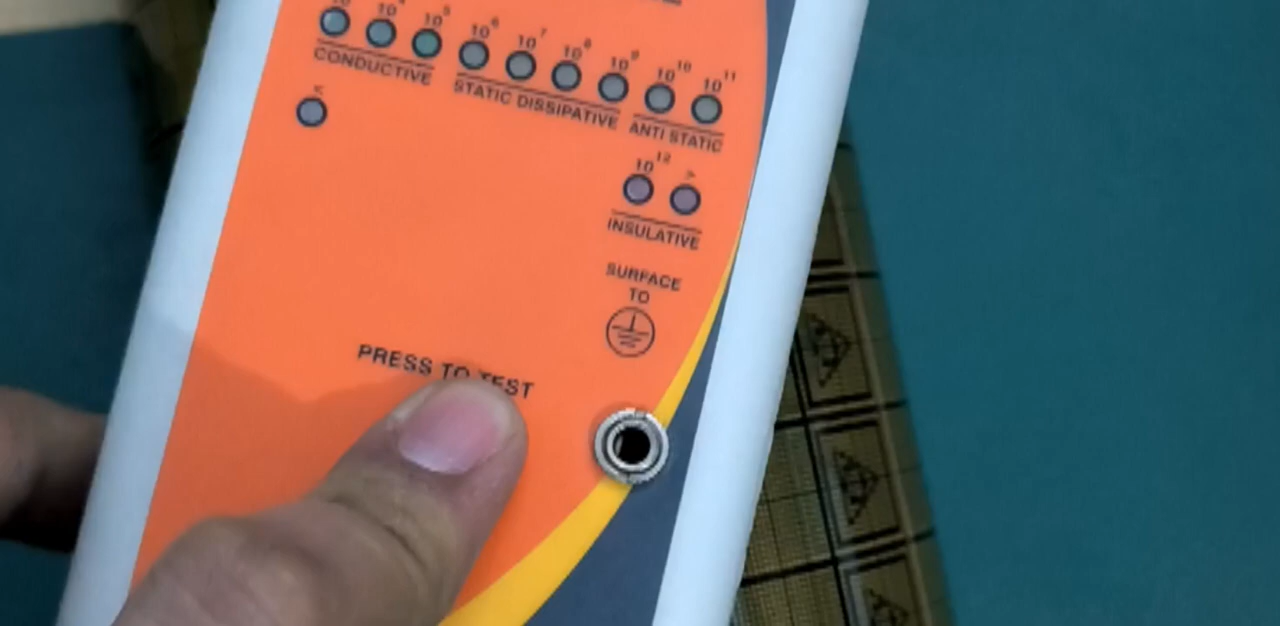 10⁴ 10⁵ 10⁶ 10⁷ 10⁸ 10⁹ 10¹⁰ 10¹¹
CONDUCTIVE STATIC DISSIPATIVE ANTI STATIC
<
10¹² >
INSULATIVE
SURFACE
TO
PRESS TO TEST